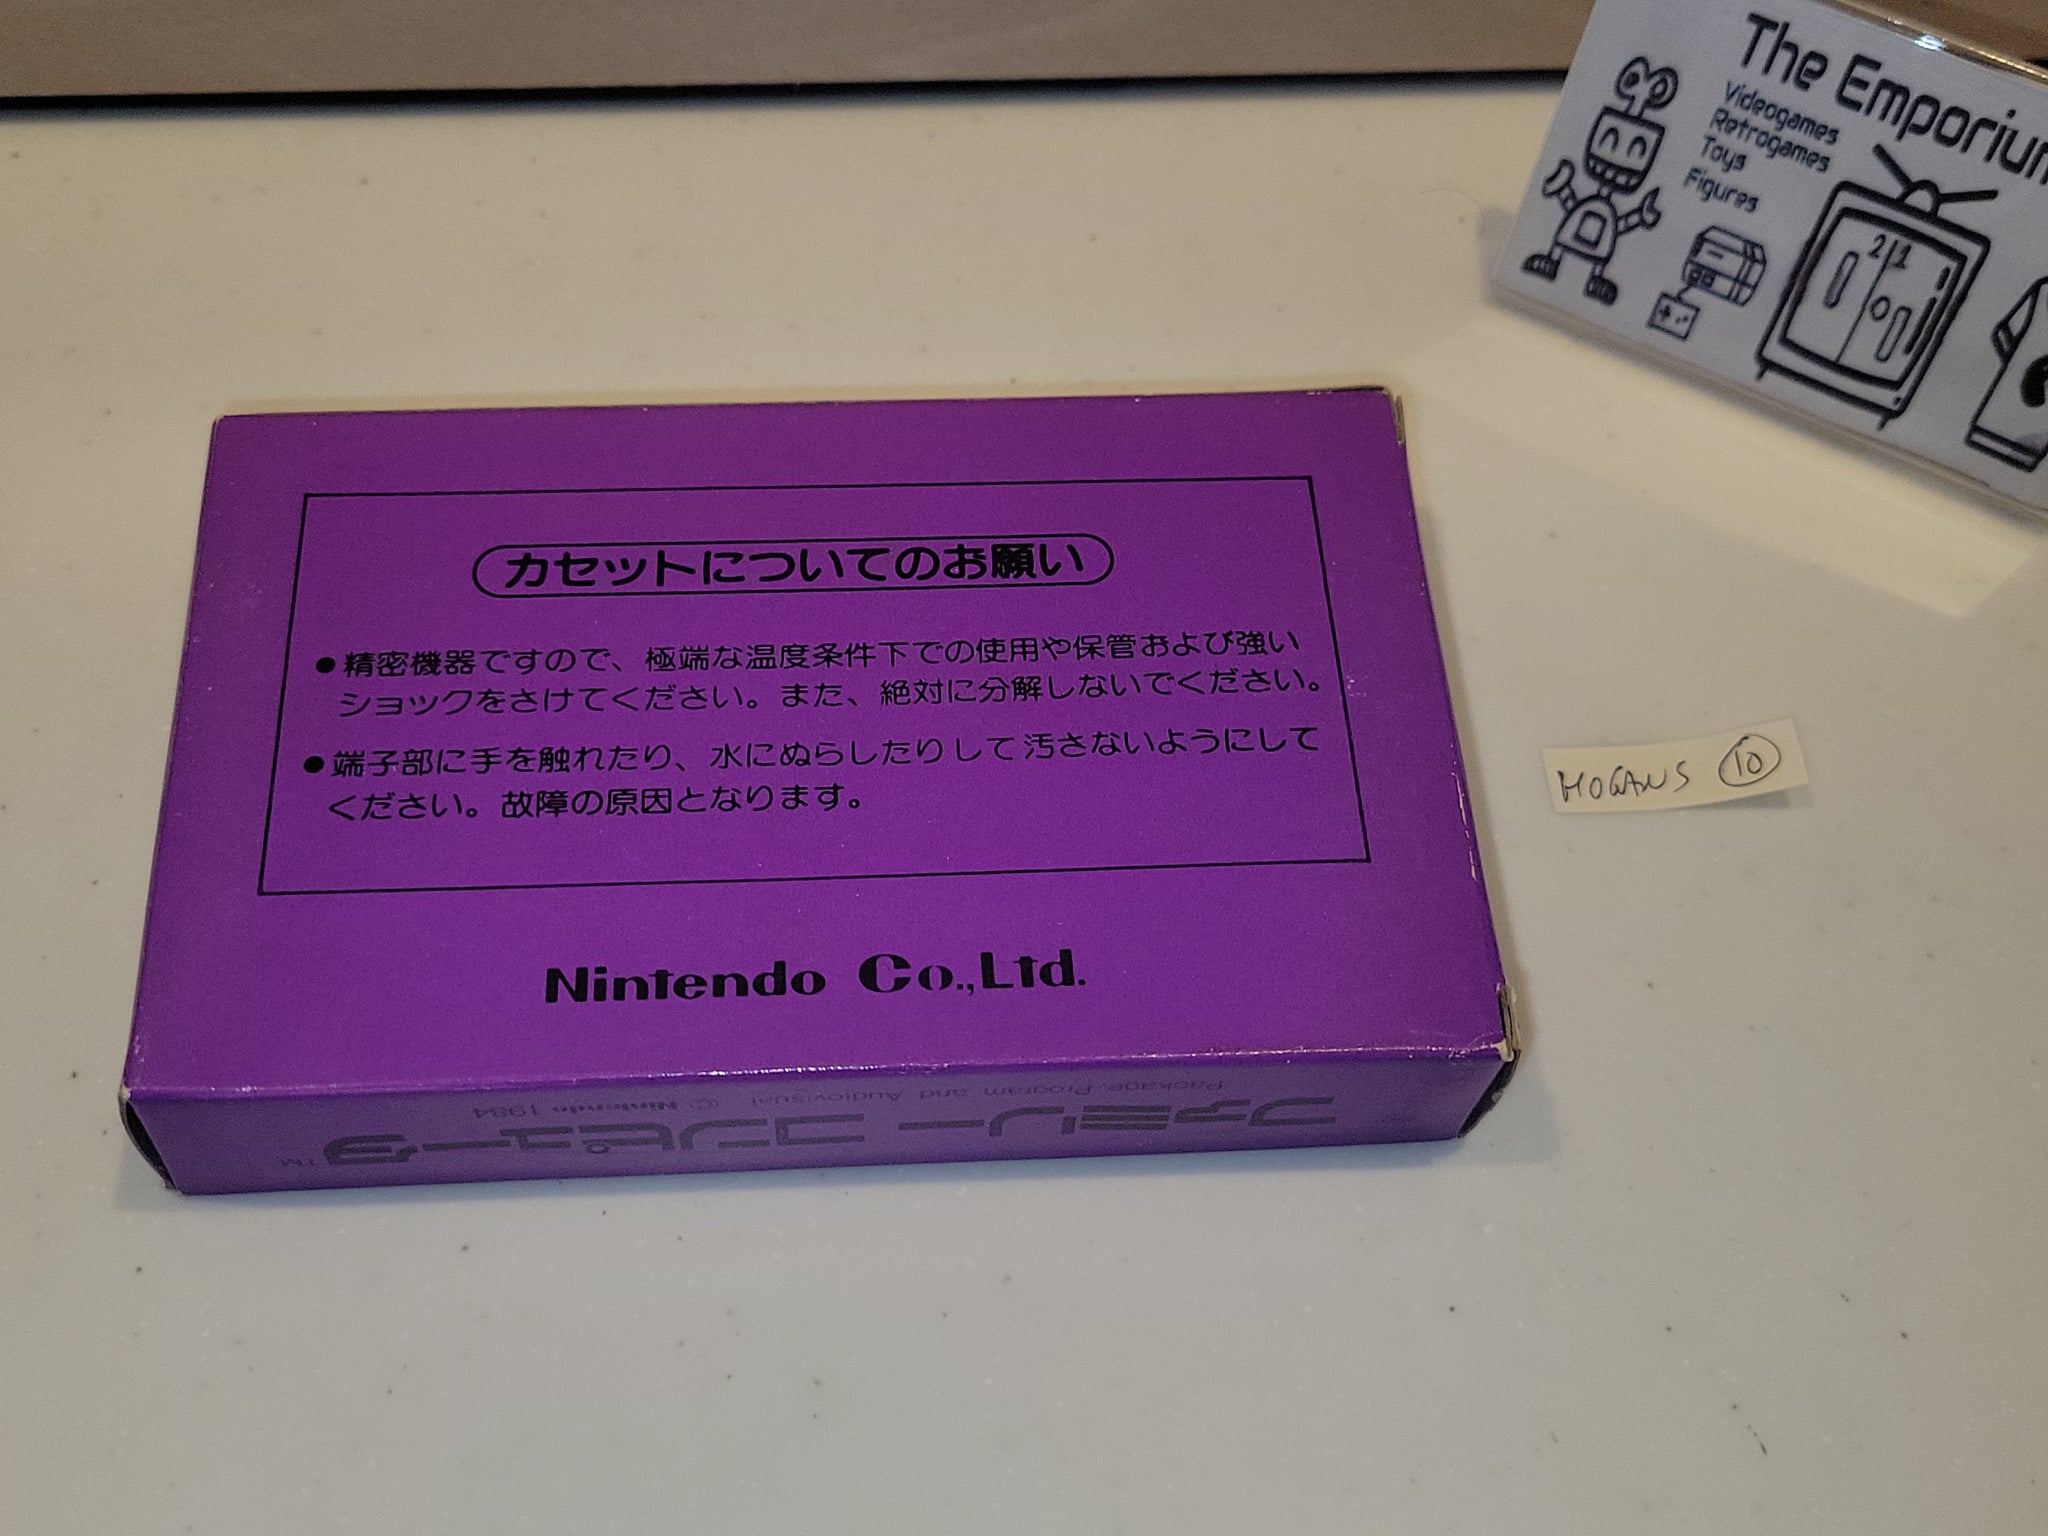 The Emporium
Videogames
Retrogames
Toys
Figures
2 1
カセットについてのお願い
●精密機器ですので、極端な温度条件下での使用や保管および強い
ショックをさけてください。また、絶対に分解しないでください。
●端子部に手を触れたり、水にぬらしたりして汚さないようにして
ください。故障の原因となります。
HOGANS 10
Nintendo Co.,Ltd.
Package, Program and Audiovisual © Nintendo 1984
ファミリー コンピュータ™